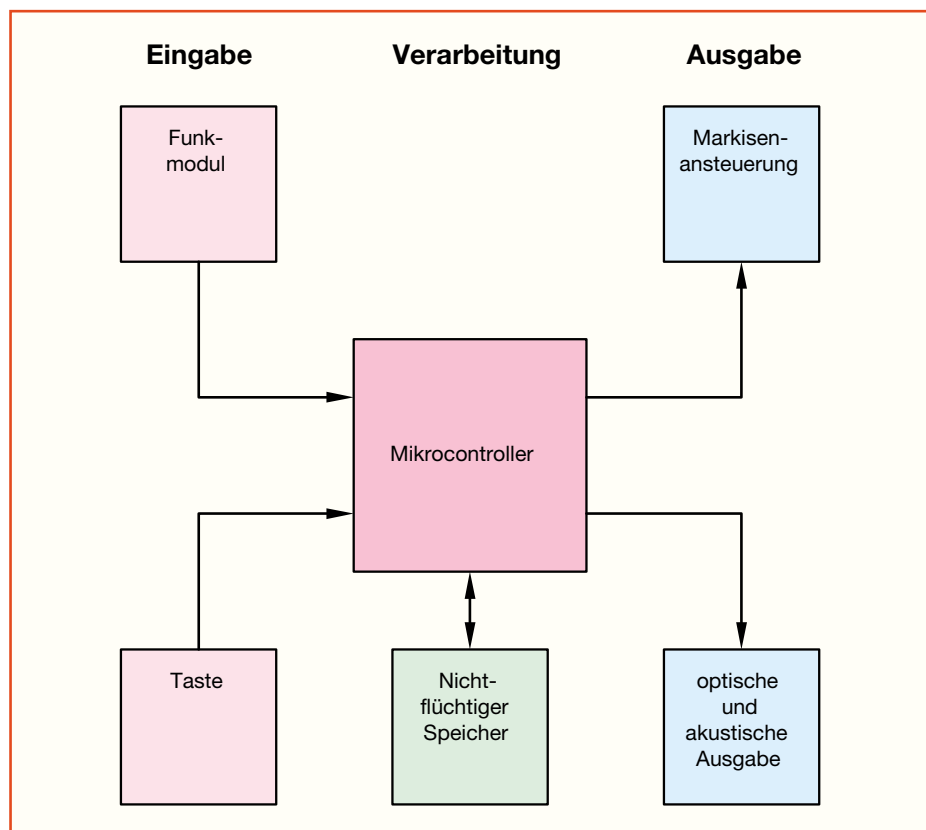 Eingabe
Verarbeitung
Ausgabe
Funk-
modul
Markisen-
ansteuerung
Mikrocontroller
Taste
Nicht-
flüchtiger
Speicher
optische
und
akustische
Ausgabe